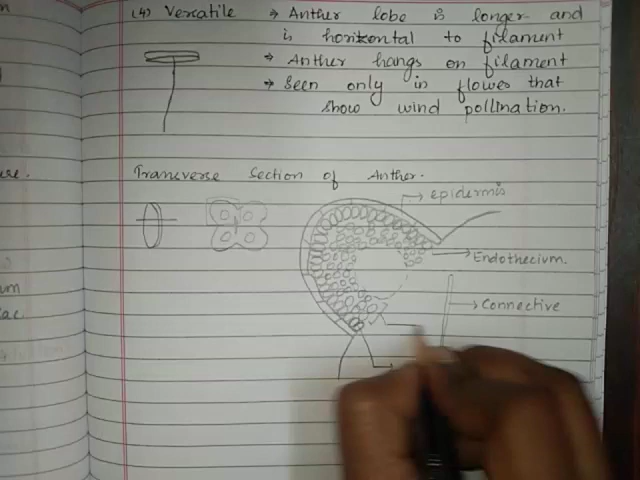 (4) Versatile → Anther lobe is longer and
is horizontal to filament
→ Anther hangs on filament
→ Seen only in flowes that
show wind pollination.
Transverse Section of Anther.
epidermis
Endothecium.
Connective